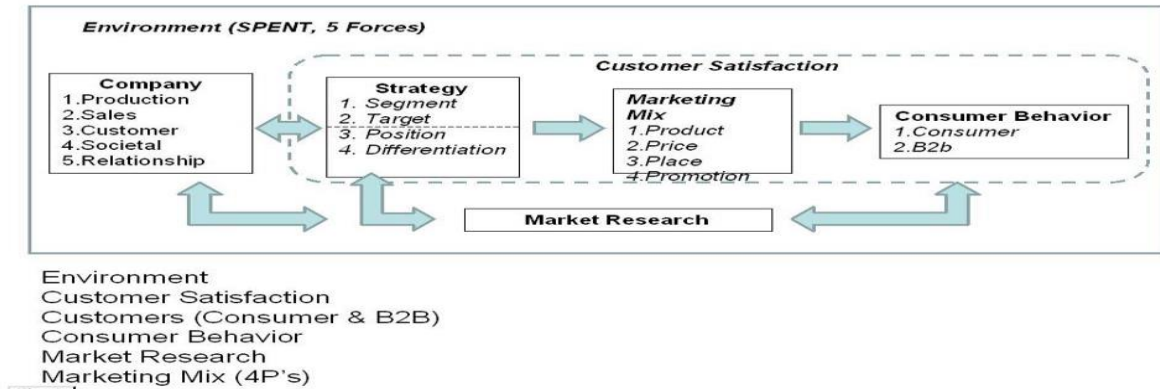 Environment (SPENT, 5 Forces)
Customer Satisfaction
Company
1.Production
2.Sales
3.Customer
4.Societal
5.Relationship
Strategy
1. Segment
2. Target
3. Position
4. Differentiation
Marketing
Mix
1.Product
2.Price
3.Place
4.Promotion
Consumer Behavior
1.Consumer
2.B2b
Market Research
Environment
Customer Satisfaction
Customers (Consumer & B2B)
Consumer Behavior
Market Research
Marketing Mix (4P's)